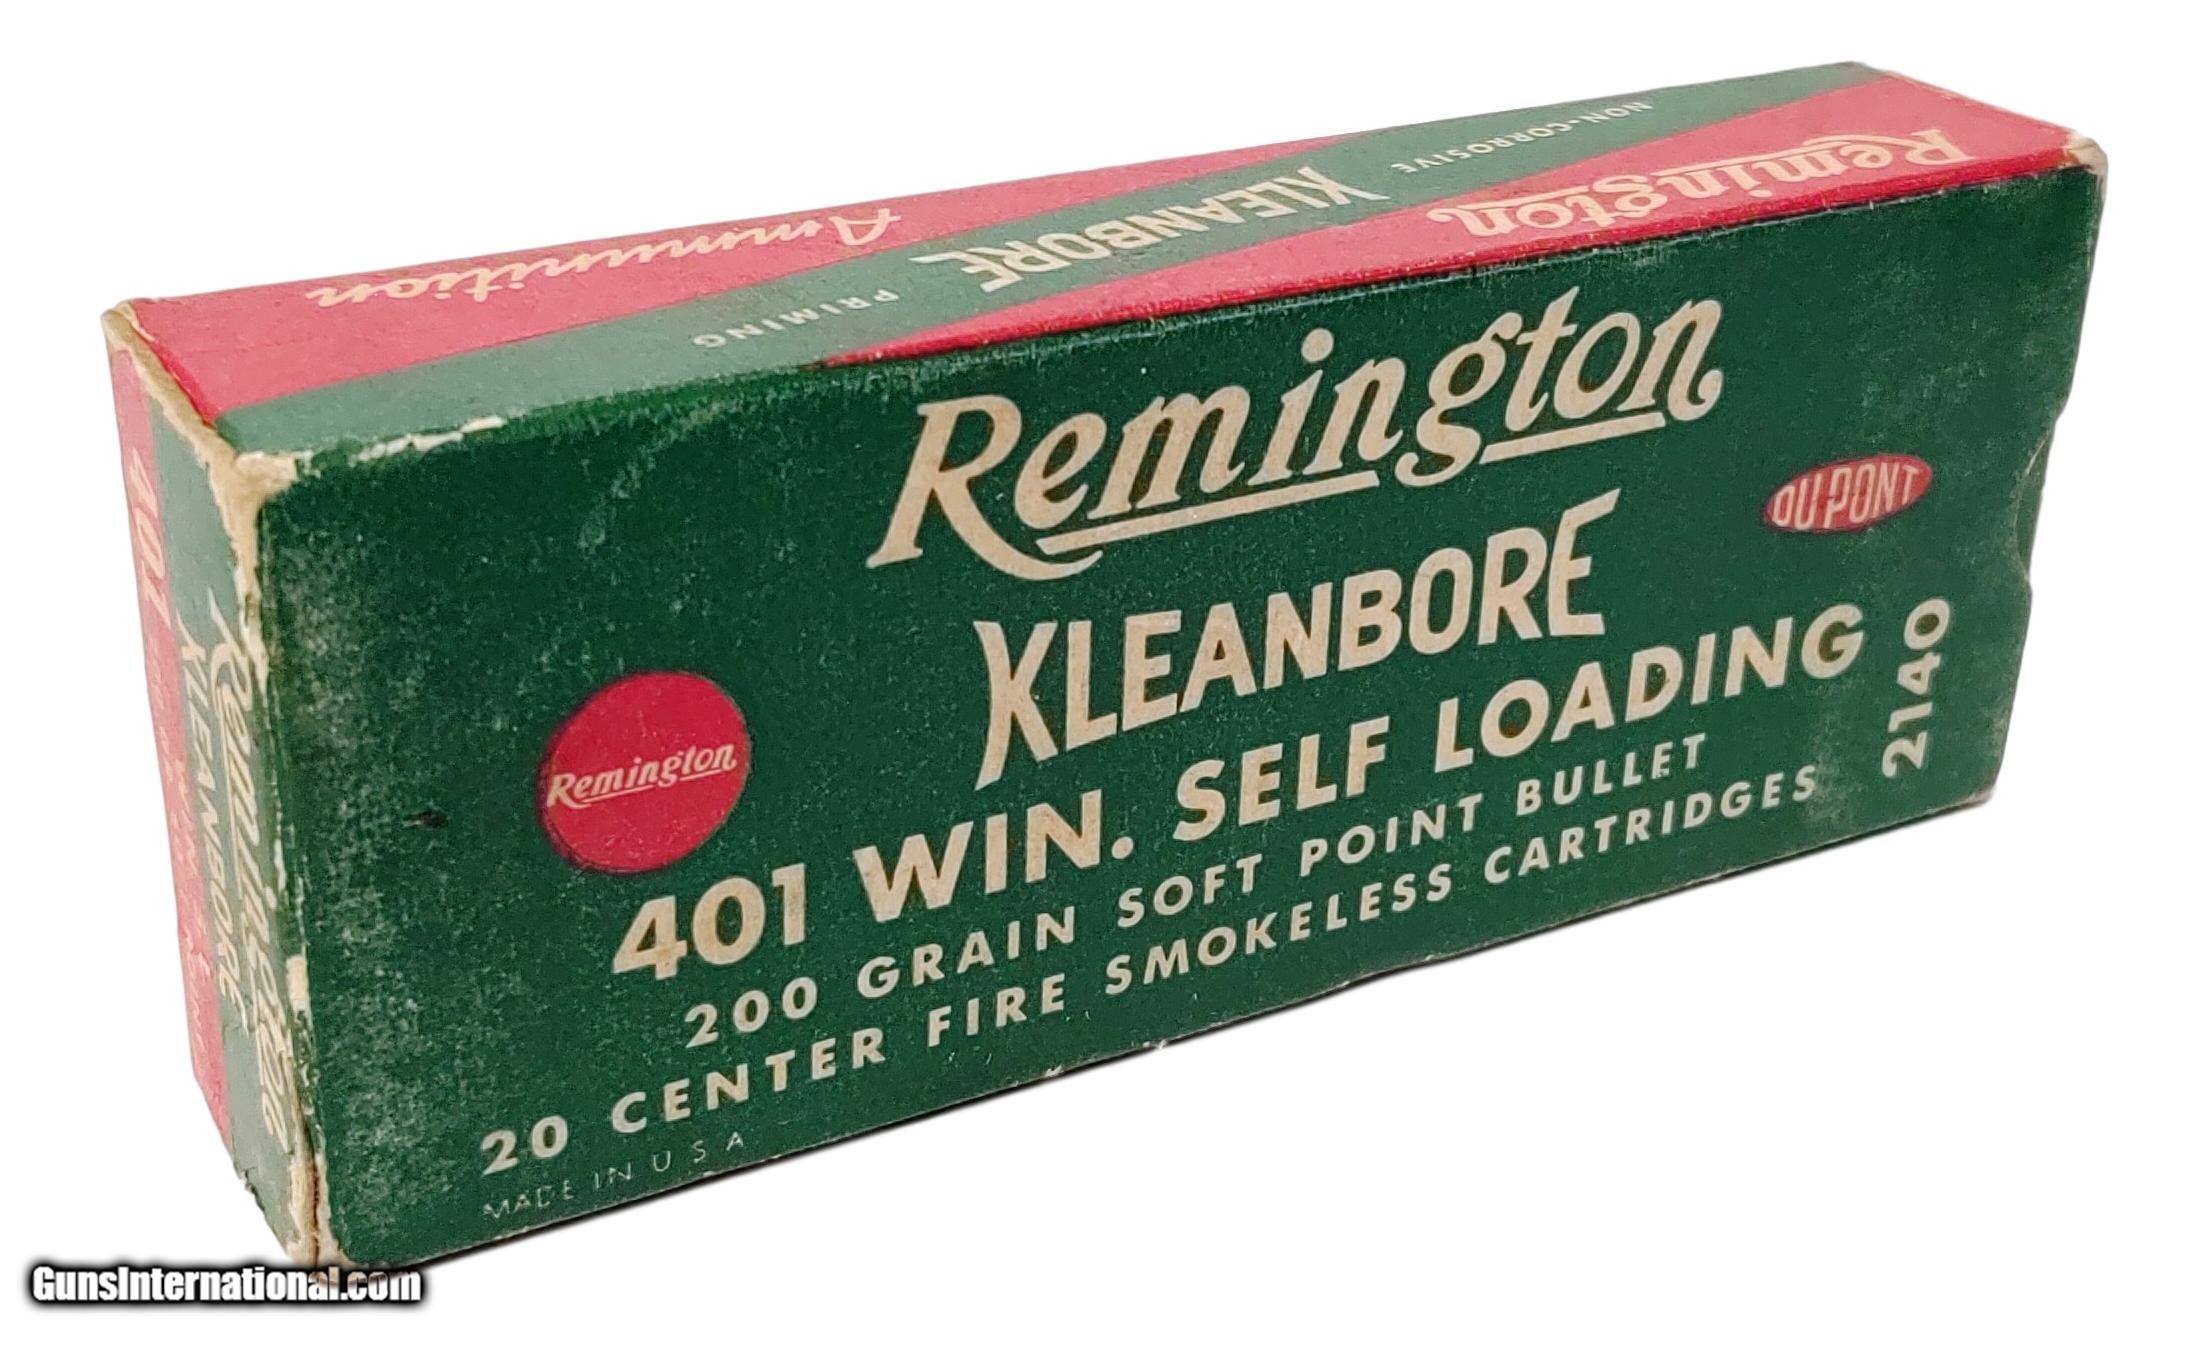 NON-CORROSIVE
KLEANBORE
PRIMING
Remington
Ammunition
Remington
KLEANBORE
DU PONT
Remington
401 WIN. SELF LOADING
200 GRAIN SOFT POINT BULLET
20 CENTER FIRE SMOKELESS CARTRIDGES
2140
MADE IN U S A
401
Remington
KLEANBORE
GunsInternational.com